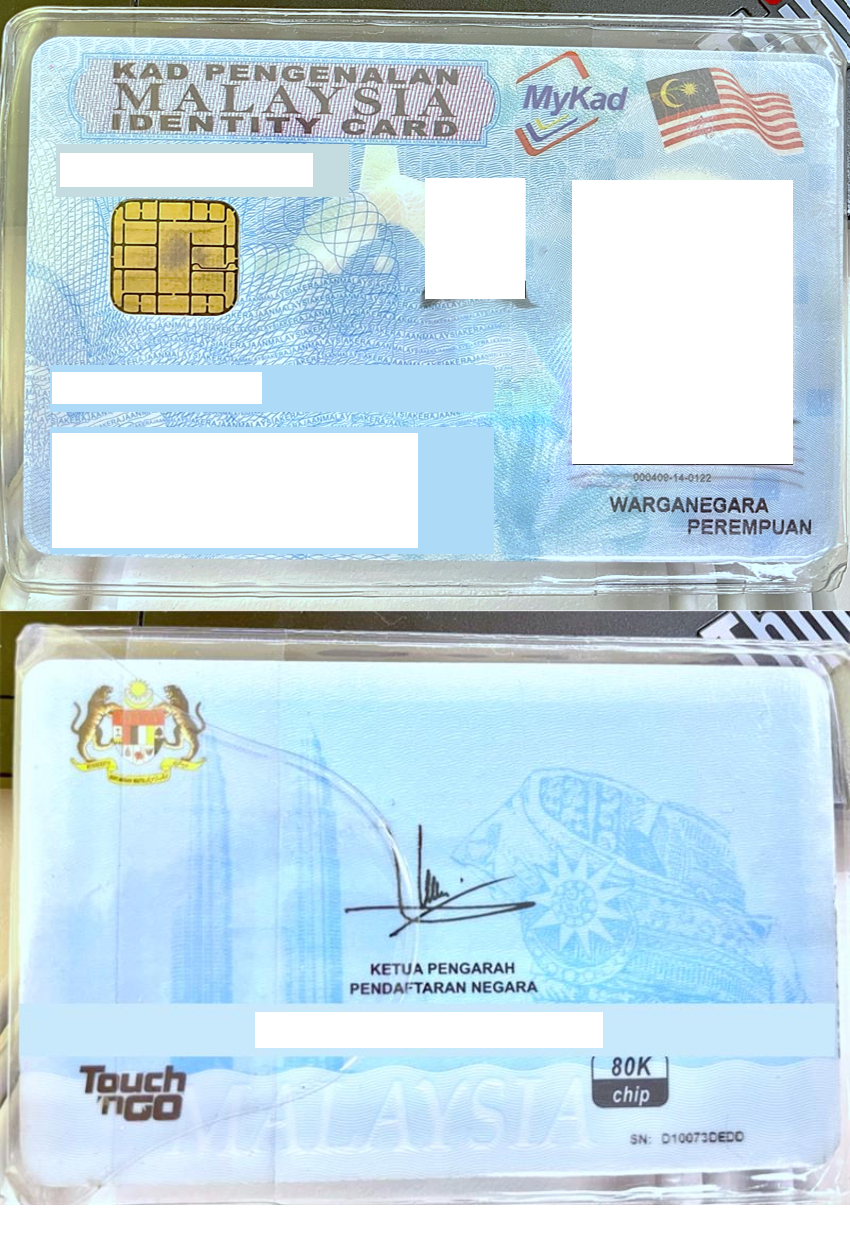 KAD PENGENALAN
MALAYSIA
IDENTITY CARD
MyKad
000409-14-0122
WARGANEGARA
PEREMPUAN
KETUA PENGARAH
PENDAFTARAN NEGARA
Touch
'nGO
80K
chip
MALAYSIA
SN: D10073DEDD